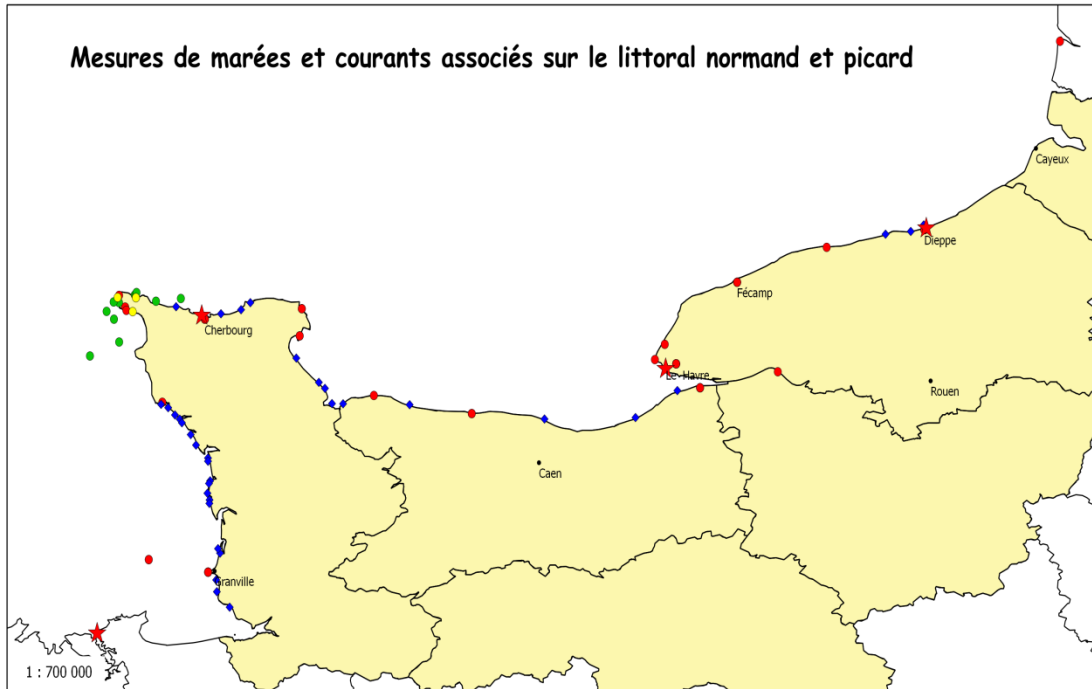 Mesures de marées et courants associés sur le littoral normand et picard
Cayeux
Dieppe
Fécamp
Cherbourg
Le Havre
Rouen
Caen
Granville
1 : 700 000